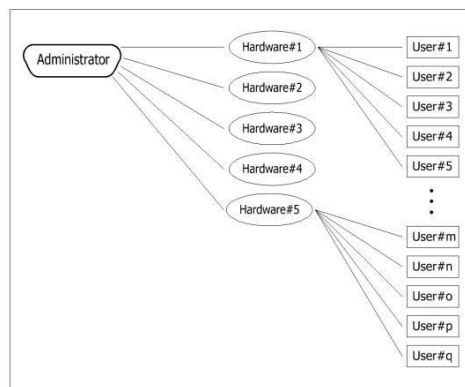 Administrator
Hardware#1
Hardware#2
Hardware#3
Hardware#4
Hardware#5
User#1
User#2
User#3
User#4
User#5
User#m
User#n
User#o
User#p
User#q